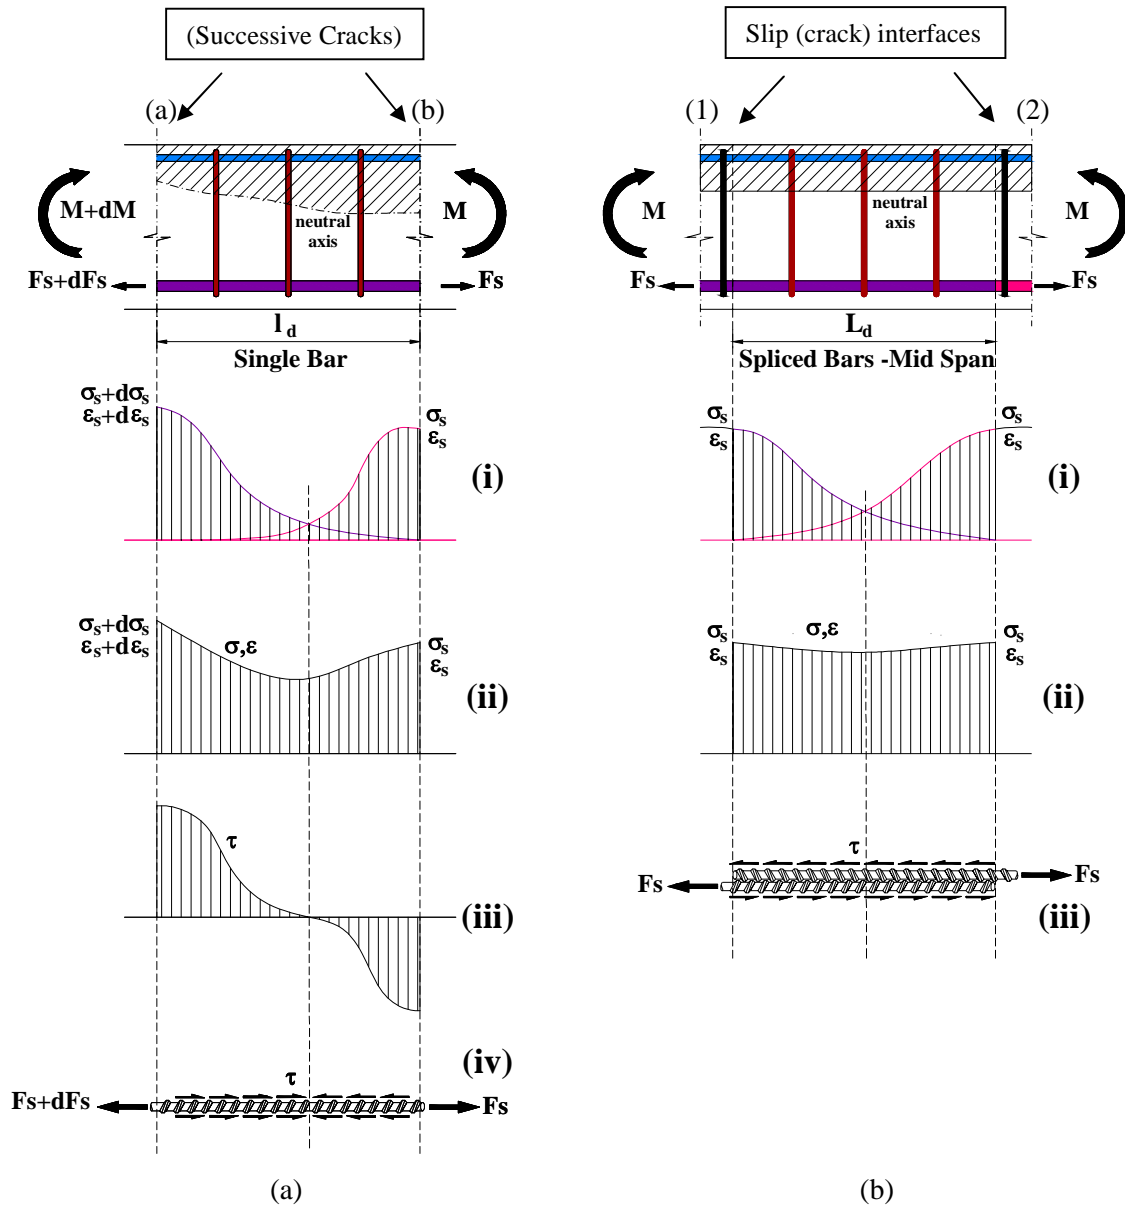 (Successive Cracks)
Slip (crack) interfaces
(a)
(b)
(1)
(2)
M+dM
M
neutral
axis
Fs+dFs
Fs
M
M
neutral
axis
Fs
Fs
l d
Single Bar
L d
Spliced Bars -Mid Span
σs+dσs
εs+dεs
σs
εs
(i)
σs
εs
σs
εs
(i)
σs+dσs
εs+dεs
σ,ε
σs
εs
(ii)
σs
εs
σ,ε
σs
εs
(ii)
τ
(iii)
τ
Fs
Fs
(iii)
(iv)
τ
Fs+dFs
Fs
(a)
(b)